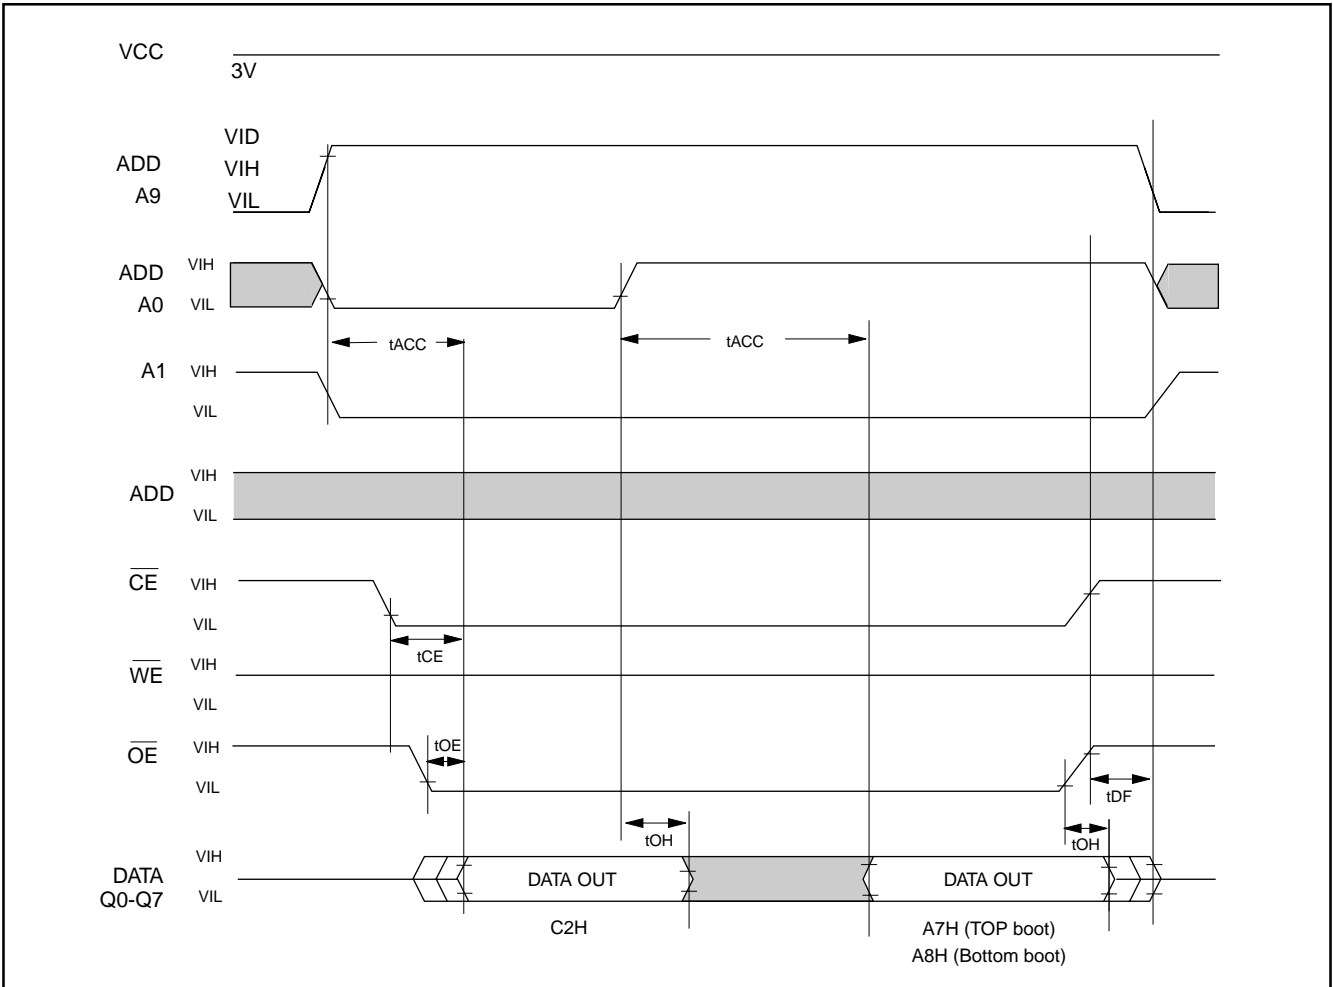 VCC
3V
VID
ADD
VIH
A9
VIL
VIH
ADD
A0
VIL
tACC
tACC
A1
VIH
VIL
VIH
ADD
VIL
CE
VIH
VIL
tCE
WE
VIH
VIL
OE
VIH
tOE
VIL
tDF
tOH
tOH
VIH
DATA
Q0-Q7
VIL
DATA OUT
DATA OUT
C2H
A7H (TOP boot)
A8H (Bottom boot)